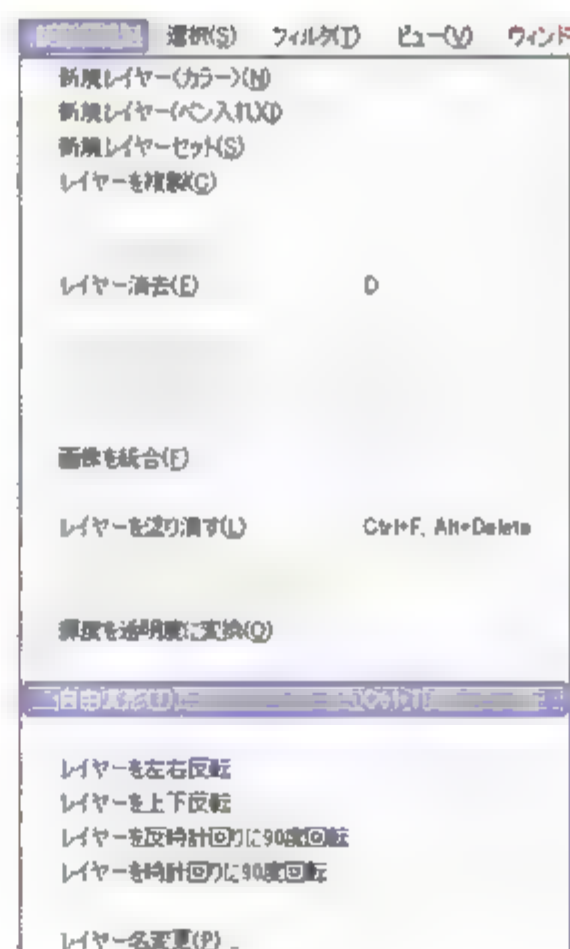 選択(S) フィルタ(T) ビュー(V) ウィンド
新規レイヤー(カラー)(N)
新規レイヤー(ペン入れ)(I)
新規レイヤーセット(S)
レイヤーを複製(C)
レイヤー消去(E) D
画像を統合(F)
レイヤーを塗り潰す(L) Ctrl+F, Alt+Delete
輝度を透明度に変換(O)
自由変形(T)...
レイヤーを左右反転
レイヤーを上下反転
レイヤーを反時計回りに90度回転
レイヤーを時計回りに90度回転
レイヤー名変更(P)